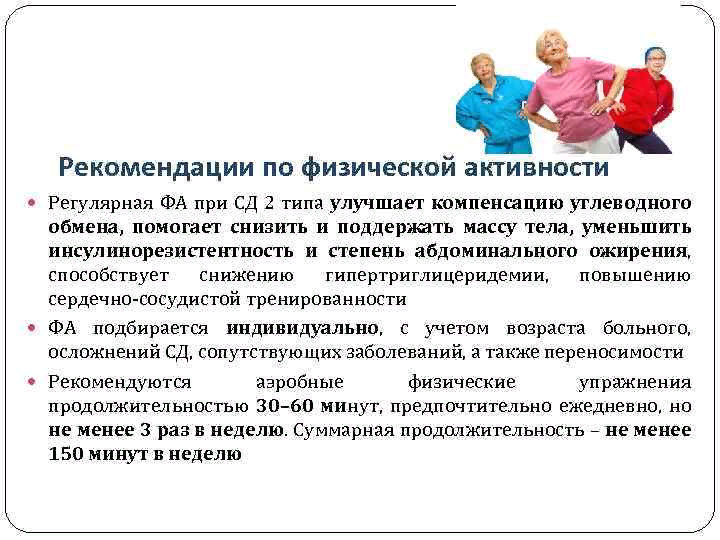 Рекомендации по физической активности
• Регулярная ФА при СД 2 типа улучшает компенсацию углеводного
обмена, помогает снизить и поддержать массу тела, уменьшить
инсулинорезистентность и степень абдоминального ожирения,
способствует снижению гипертриглицеридемии, повышению
сердечно-сосудистой тренированности
• ФА подбирается индивидуально, с учетом возраста больного,
осложнений СД, сопутствующих заболеваний, а также переносимости
• Рекомендуются аэробные физические упражнения
продолжительностью 30–60 минут, предпочтительно ежедневно, но
не менее 3 раз в неделю. Суммарная продолжительность – не менее
150 минут в неделю